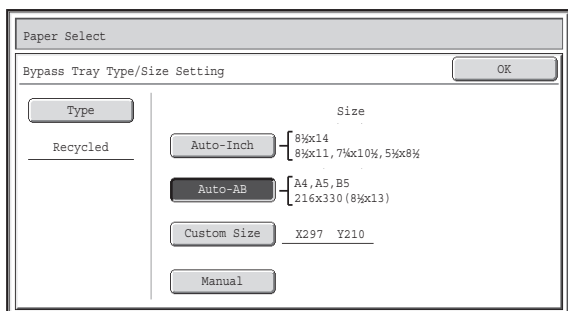 Paper Select
Bypass Tray Type/Size Setting
OK
Type
Recycled
Size
Auto-Inch
8½x14
8½x11,7¼x10½,5½x8½
Auto-AB
A4,A5,B5
216x330(8½x13)
Custom Size
X297 Y210
Manual